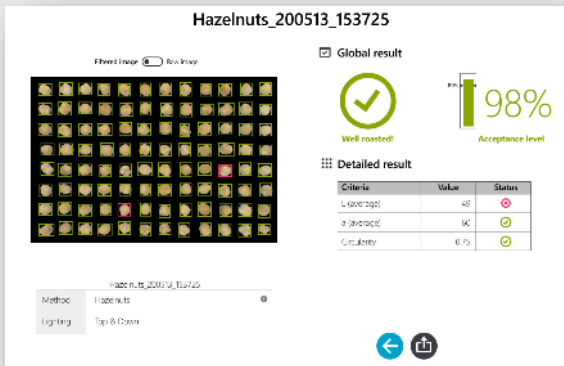 Hazelnuts_200513_153725
Filtered image
Raw image
Global result
Well roasted!
98%
Acceptance level
Detailed result
Criteria Value Status
L (average)
a (average) 60
Circularity 0.75
Hazelnuts_200513_153725
Method Hazelnuts
Lighting Top & Down